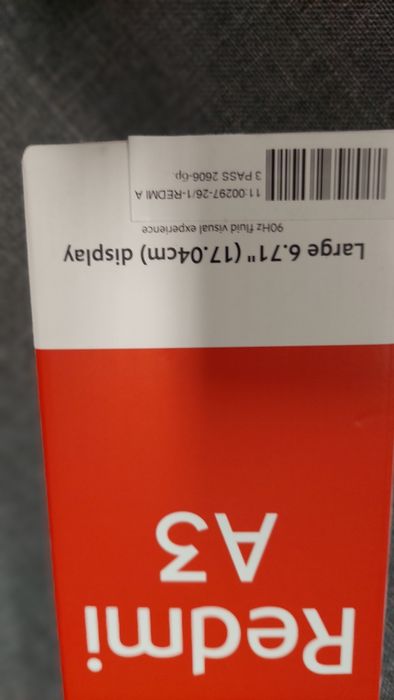 Redmi
A3
Large 6.71" (17.04cm) display
90Hz fluid visual experience
11.00297-26/1-REDMI A
3 PASS 2606-6p.